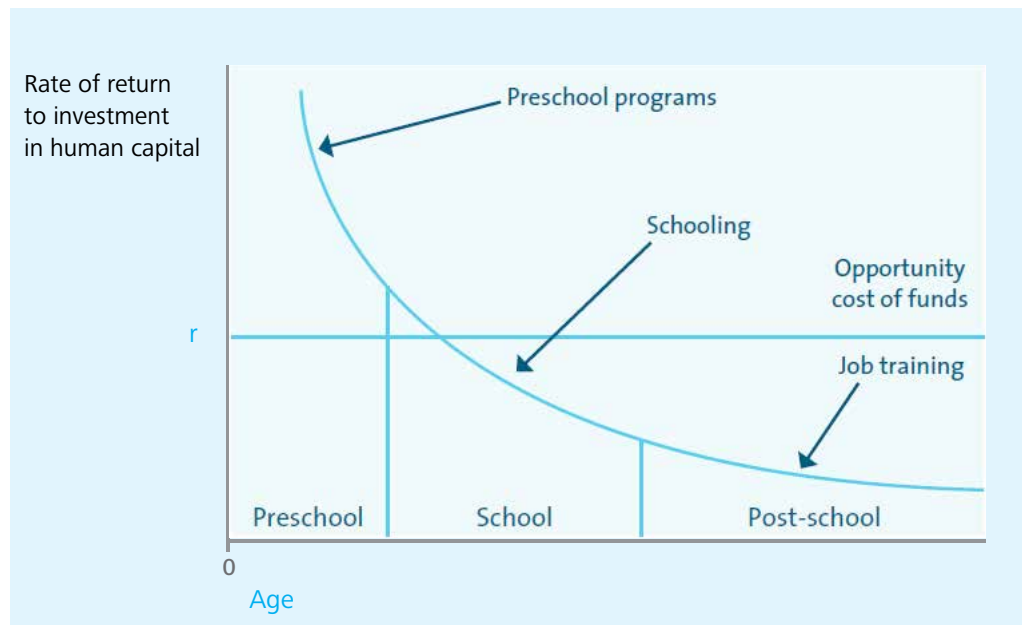 Rate of return
to investment
in human capital
Preschool programs
Schooling
Opportunity
cost of funds
r
Job training
Preschool
School
Post-school
0
Age